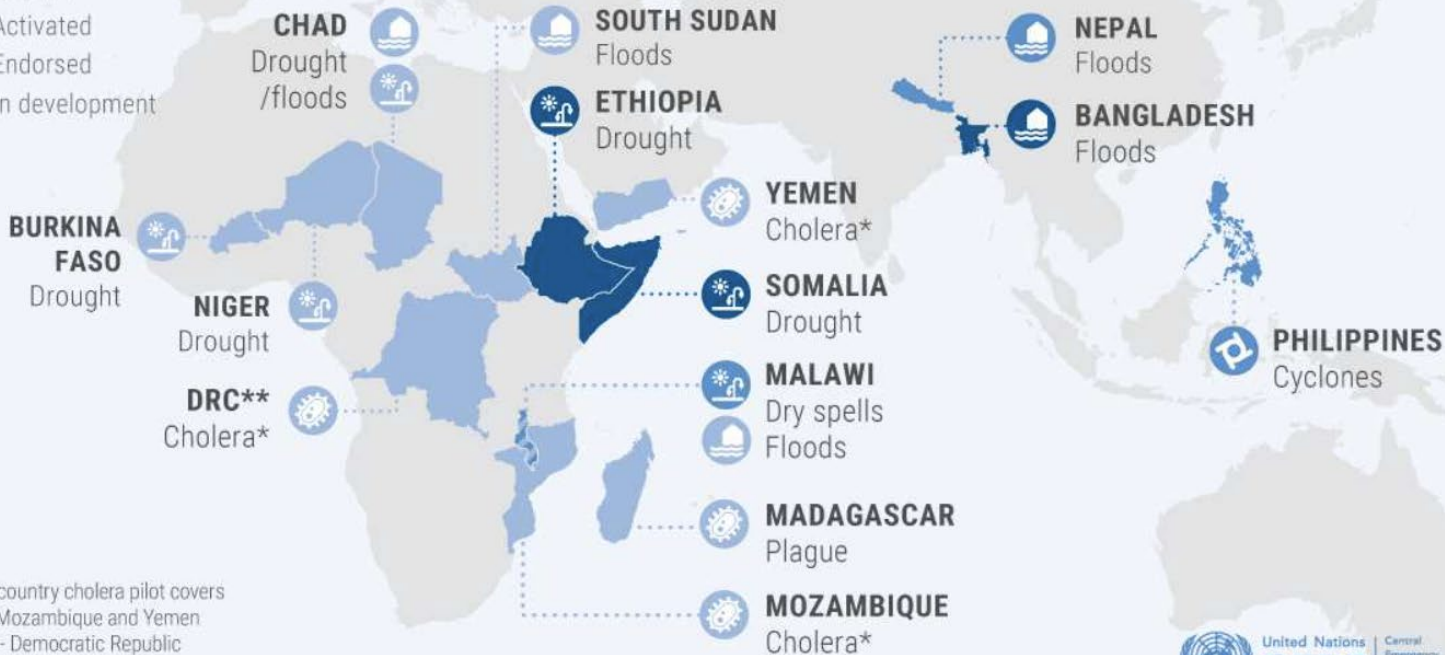 Activated
Endorsed
In development
CHAD
Drought
/floods
SOUTH SUDAN
Floods
ETHIOPIA
Drought
NEPAL
Floods
BANGLADESH
Floods
YEMEN
Cholera*
BURKINA
FASO
Drought
NIGER
Drought
SOMALIA
Drought
PHILIPPINES
Cyclones
DRC**
Cholera*
MALAWI
Dry spells
Floods
MADAGASCAR
Plague
MOZAMBIQUE
Cholera*
country cholera pilot covers
Mozambique and Yemen
- Democratic Republic
United Nations
Central